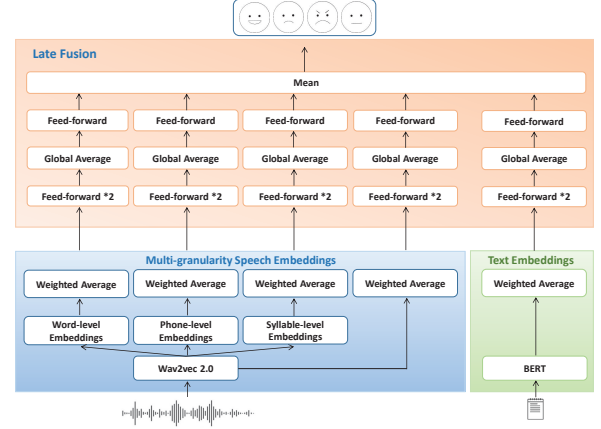 Late Fusion
Mean
Feed-forward Feed-forward Feed-forward Feed-forward Feed-forward
Global Average Global Average Global Average Global Average Global Average
Feed-forward *2 Feed-forward *2 Feed-forward *2 Feed-forward *2 Feed-forward *2
Multi-granularity Speech Embeddings
Text Embeddings
Weighted Average Weighted Average Weighted Average Weighted Average Weighted Average
Word-level
Embeddings
Phone-level
Embeddings
Syllable-level
Embeddings
Wav2vec 2.0
BERT